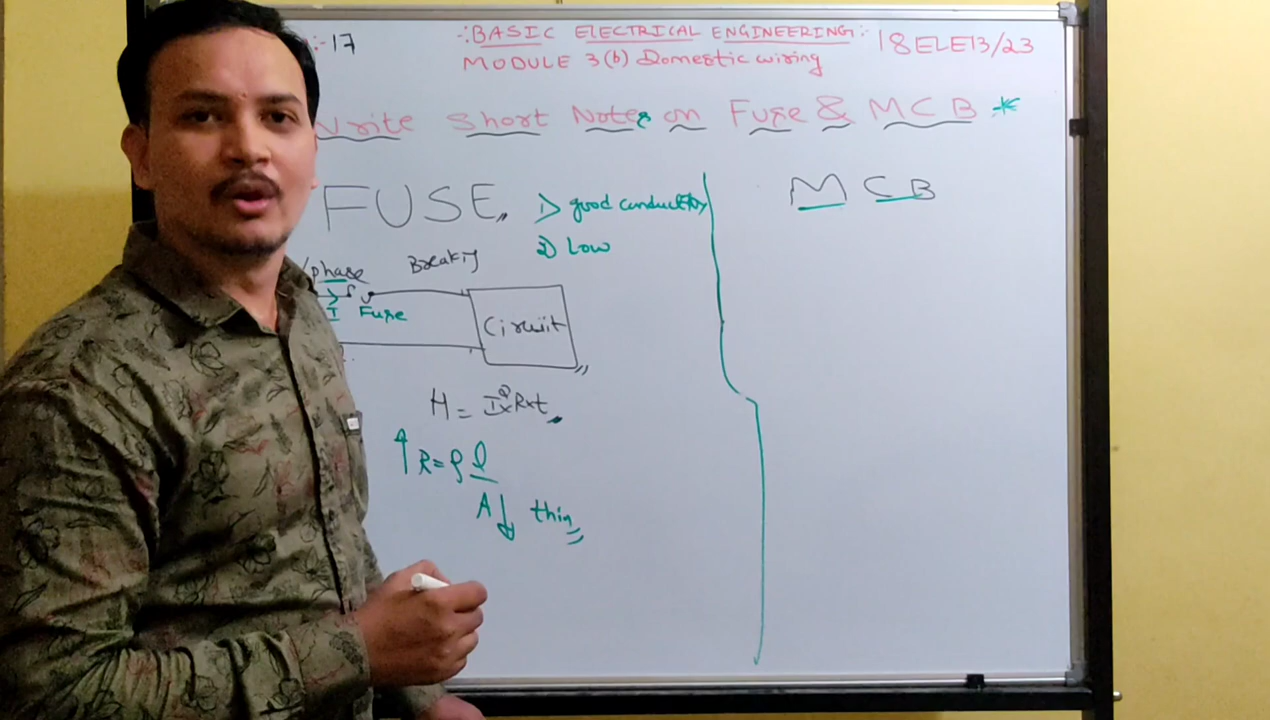 :-17
∴BASIC ELECTRICAL ENGINEERING∵ 18ELE13/23
MODULE 3(b) Domestic wiring
Write Short Notes on Fuse & MCB *
FUSE
1) good conductivity
2) Low
MCB
phase Breaking
I Fuse
Circuit
H = I²xRxt
↑R=ρ l
A↓ thin